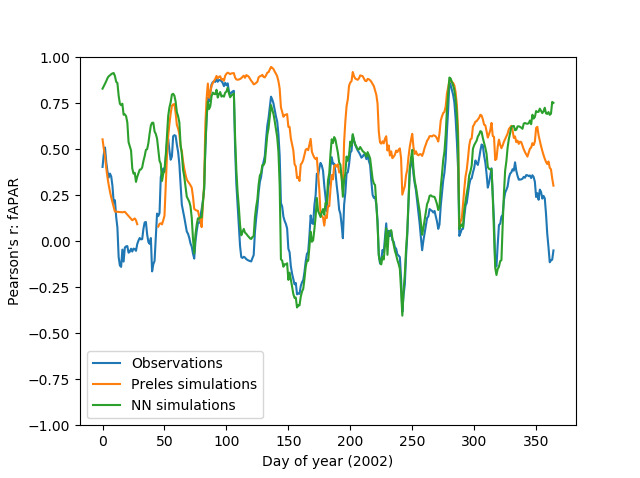 1.00
0.75
0.50
0.25
0.00
−0.25
−0.50
−0.75
−1.00
Pearson's r: fAPAR
Observations
Preles simulations
NN simulations
0 50 100 150 200 250 300 350
Day of year (2002)